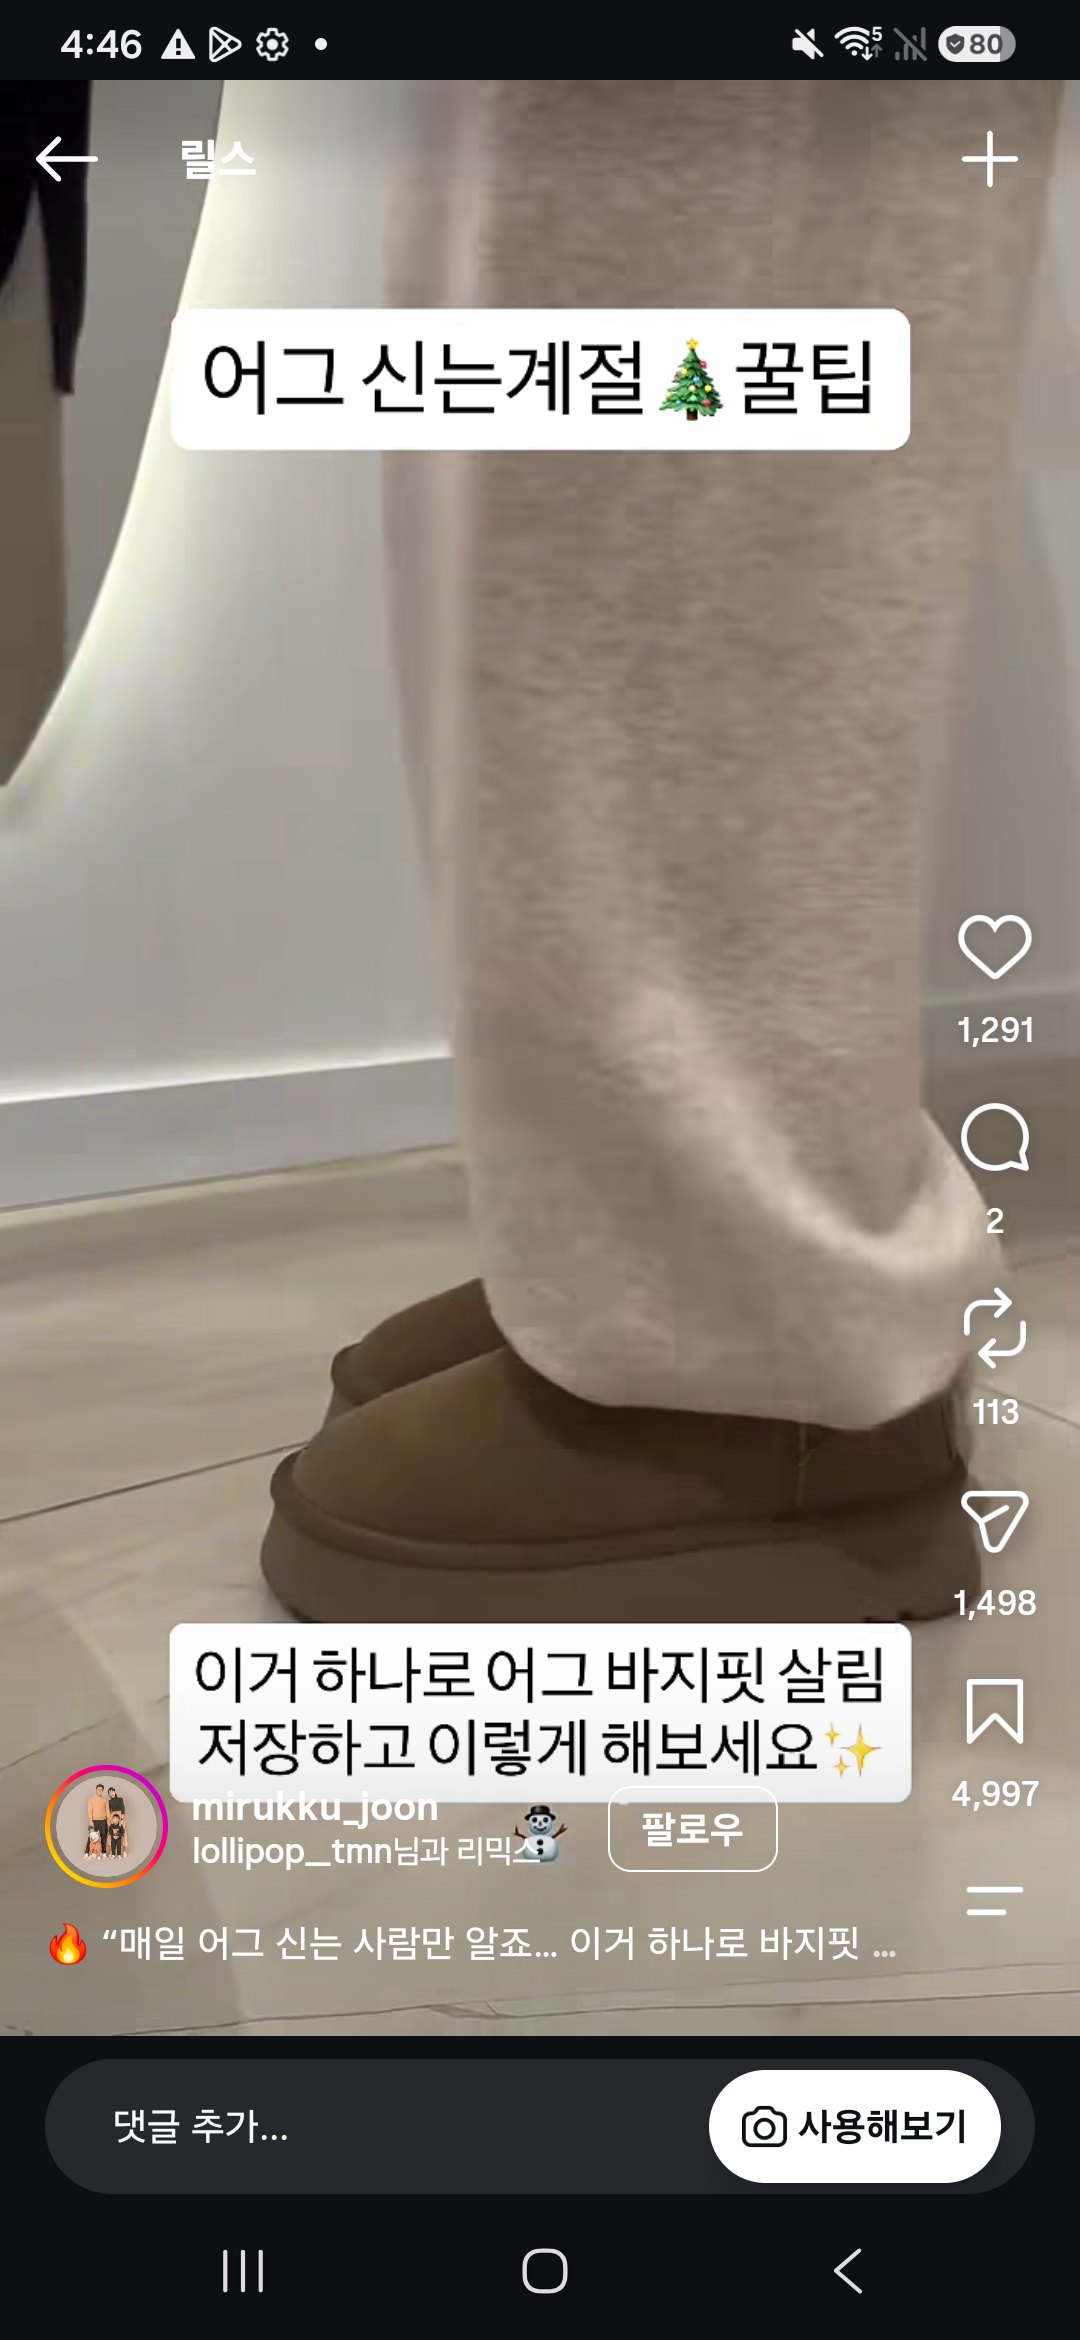 4:46
5
80
릴스
어그 신는계절🎄꿀팁
1,291
2
113
1,498
4,997
이거 하나로 어그 바지핏 살림
저장하고 이렇게 해보세요✨
mirukku_joon
lollipop_tmn님과 리믹스
팔로우
🔥 “매일 어그 신는 사람만 알죠... 이거 하나로 바지핏 ...
댓글 추가...
사용해보기